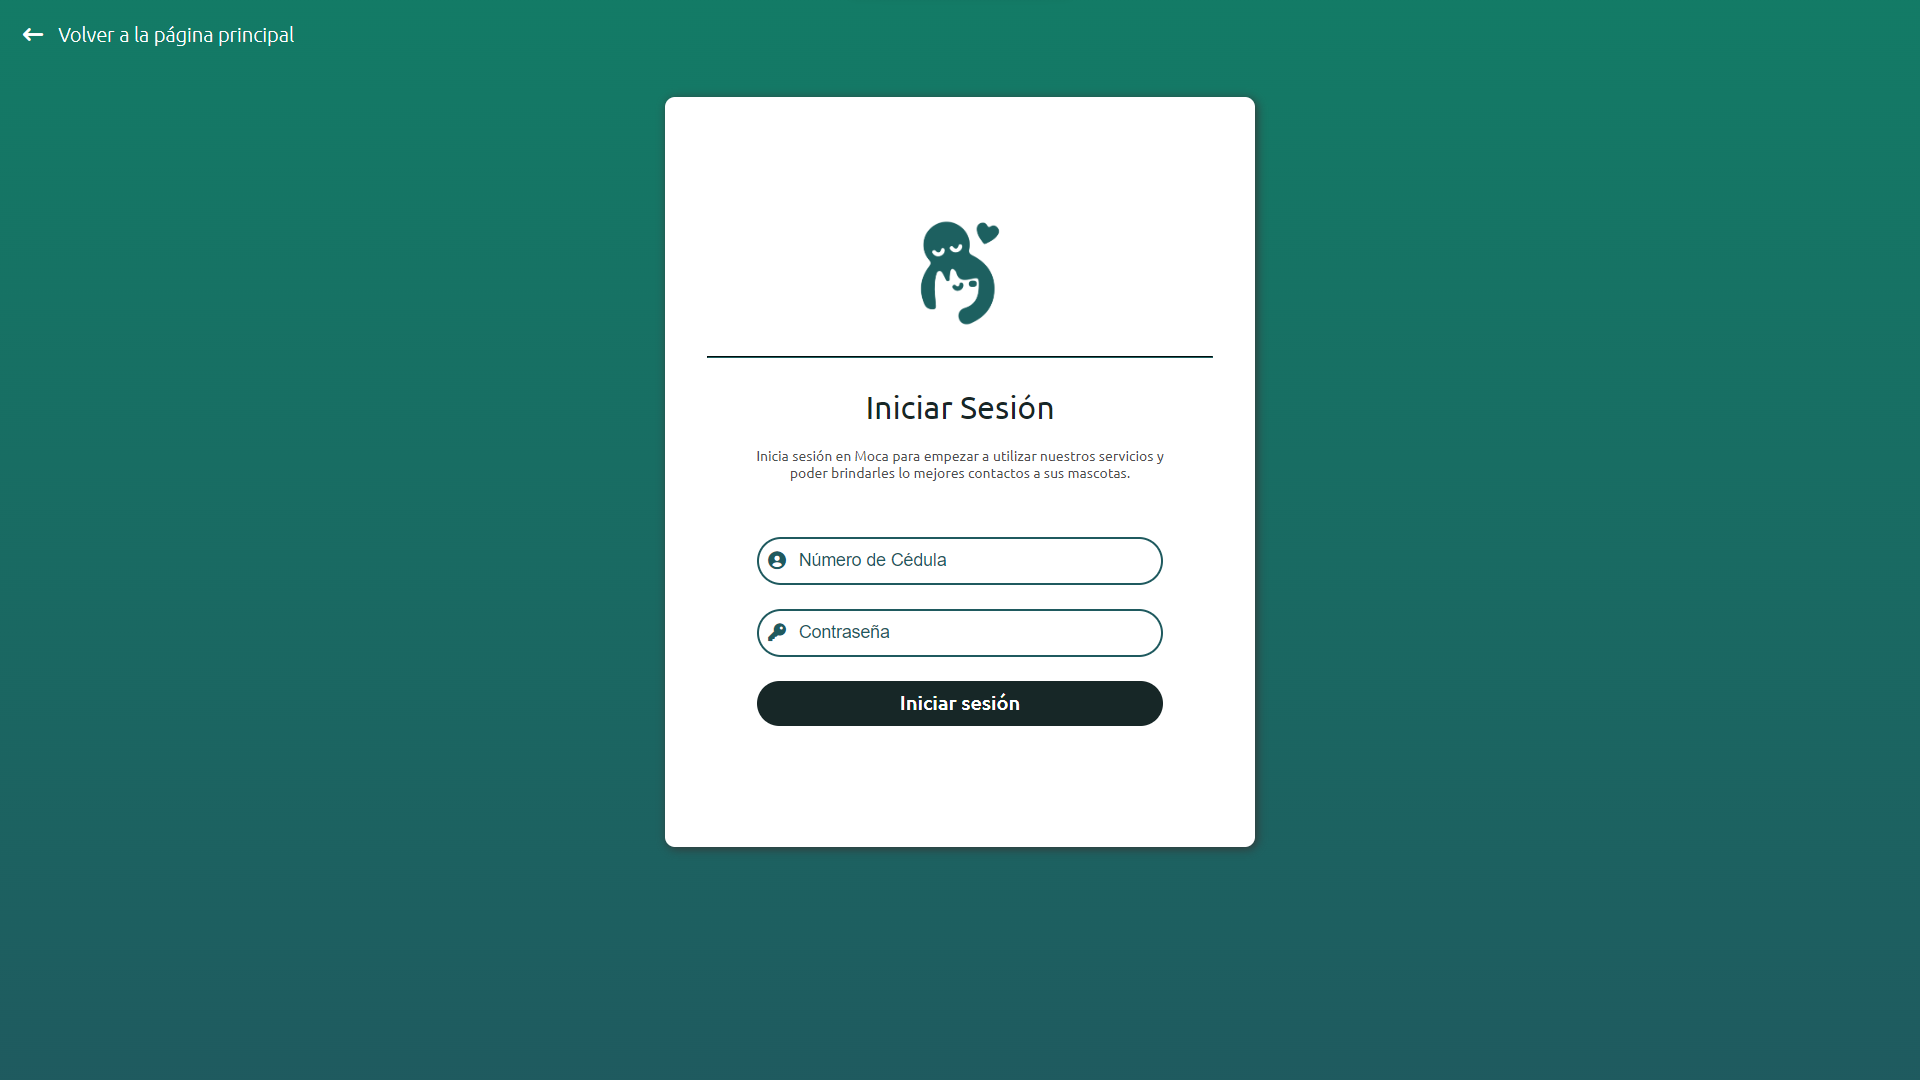 Volver a la página principal
Iniciar Sesión
Inicia sesión en Moca para empezar a utilizar nuestros servicios y
poder brindarles lo mejores contactos a sus mascotas.
Número de Cédula
Contraseña
Iniciar sesión